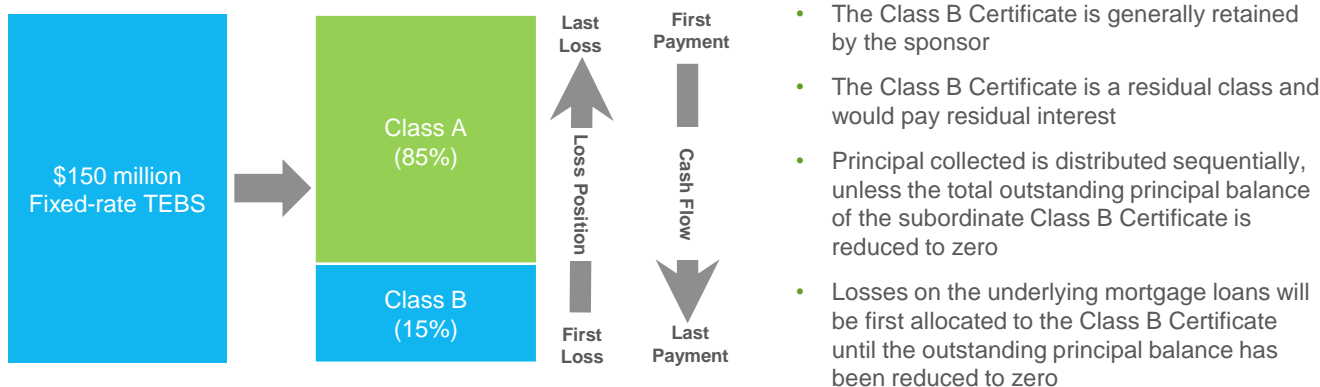 $150 million
Fixed-rate TEBS
Class A
(85%)
Class B
(15%)
Last
Loss
Loss Position
First
Loss
First
Payment
Cash Flow
Last
Payment
• The Class B Certificate is generally retained
by the sponsor
• The Class B Certificate is a residual class and
would pay residual interest
• Principal collected is distributed sequentially,
unless the total outstanding principal balance
of the subordinate Class B Certificate is
reduced to zero
• Losses on the underlying mortgage loans will
be first allocated to the Class B Certificate
until the outstanding principal balance has
been reduced to zero